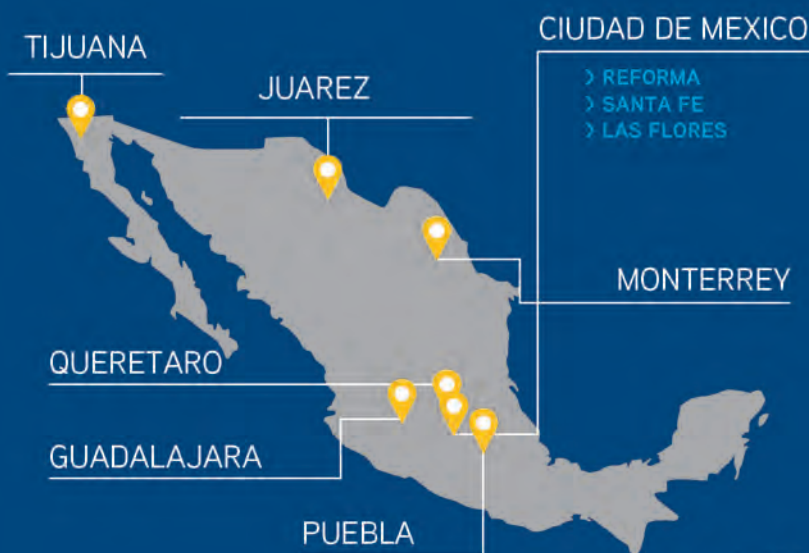 TIJUANA
JUAREZ
CIUDAD DE MEXICO
> REFORMA
> SANTA FE
> LAS FLORES
MONTERREY
QUERETARO
GUADALAJARA
PUEBLA